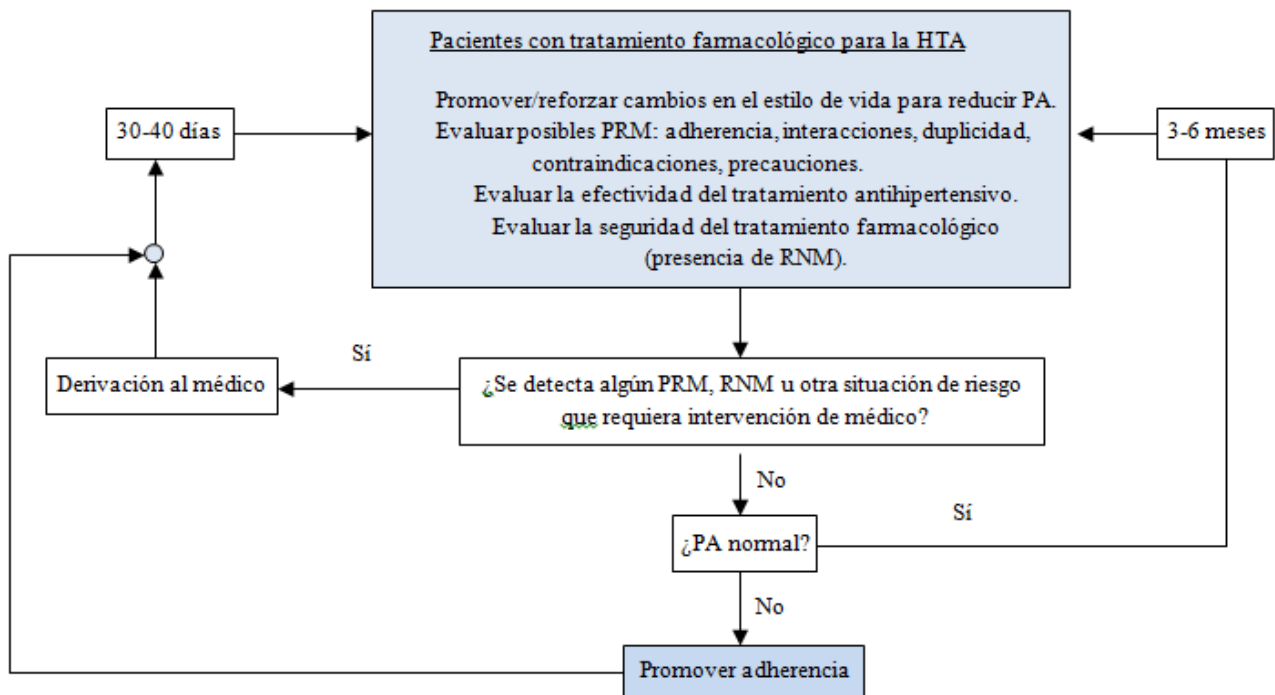 Pacientes con tratamiento farmacológico para la HTA
Promover/reforzar cambios en el estilo de vida para reducir PA.
Evaluar posibles PRM: adherencia, interacciones, duplicidad,
contraindicaciones, precauciones.
Evaluar la efectividad del tratamiento antihipertensivo.
Evaluar la seguridad del tratamiento farmacológico
(presencia de RNM).
30-40 días
3-6 meses
Sí
Derivación al médico
¿Se detecta algún PRM, RNM u otra situación de riesgo
que requiera intervención de médico?
No
Sí
¿PA normal?
No
Promover adherencia